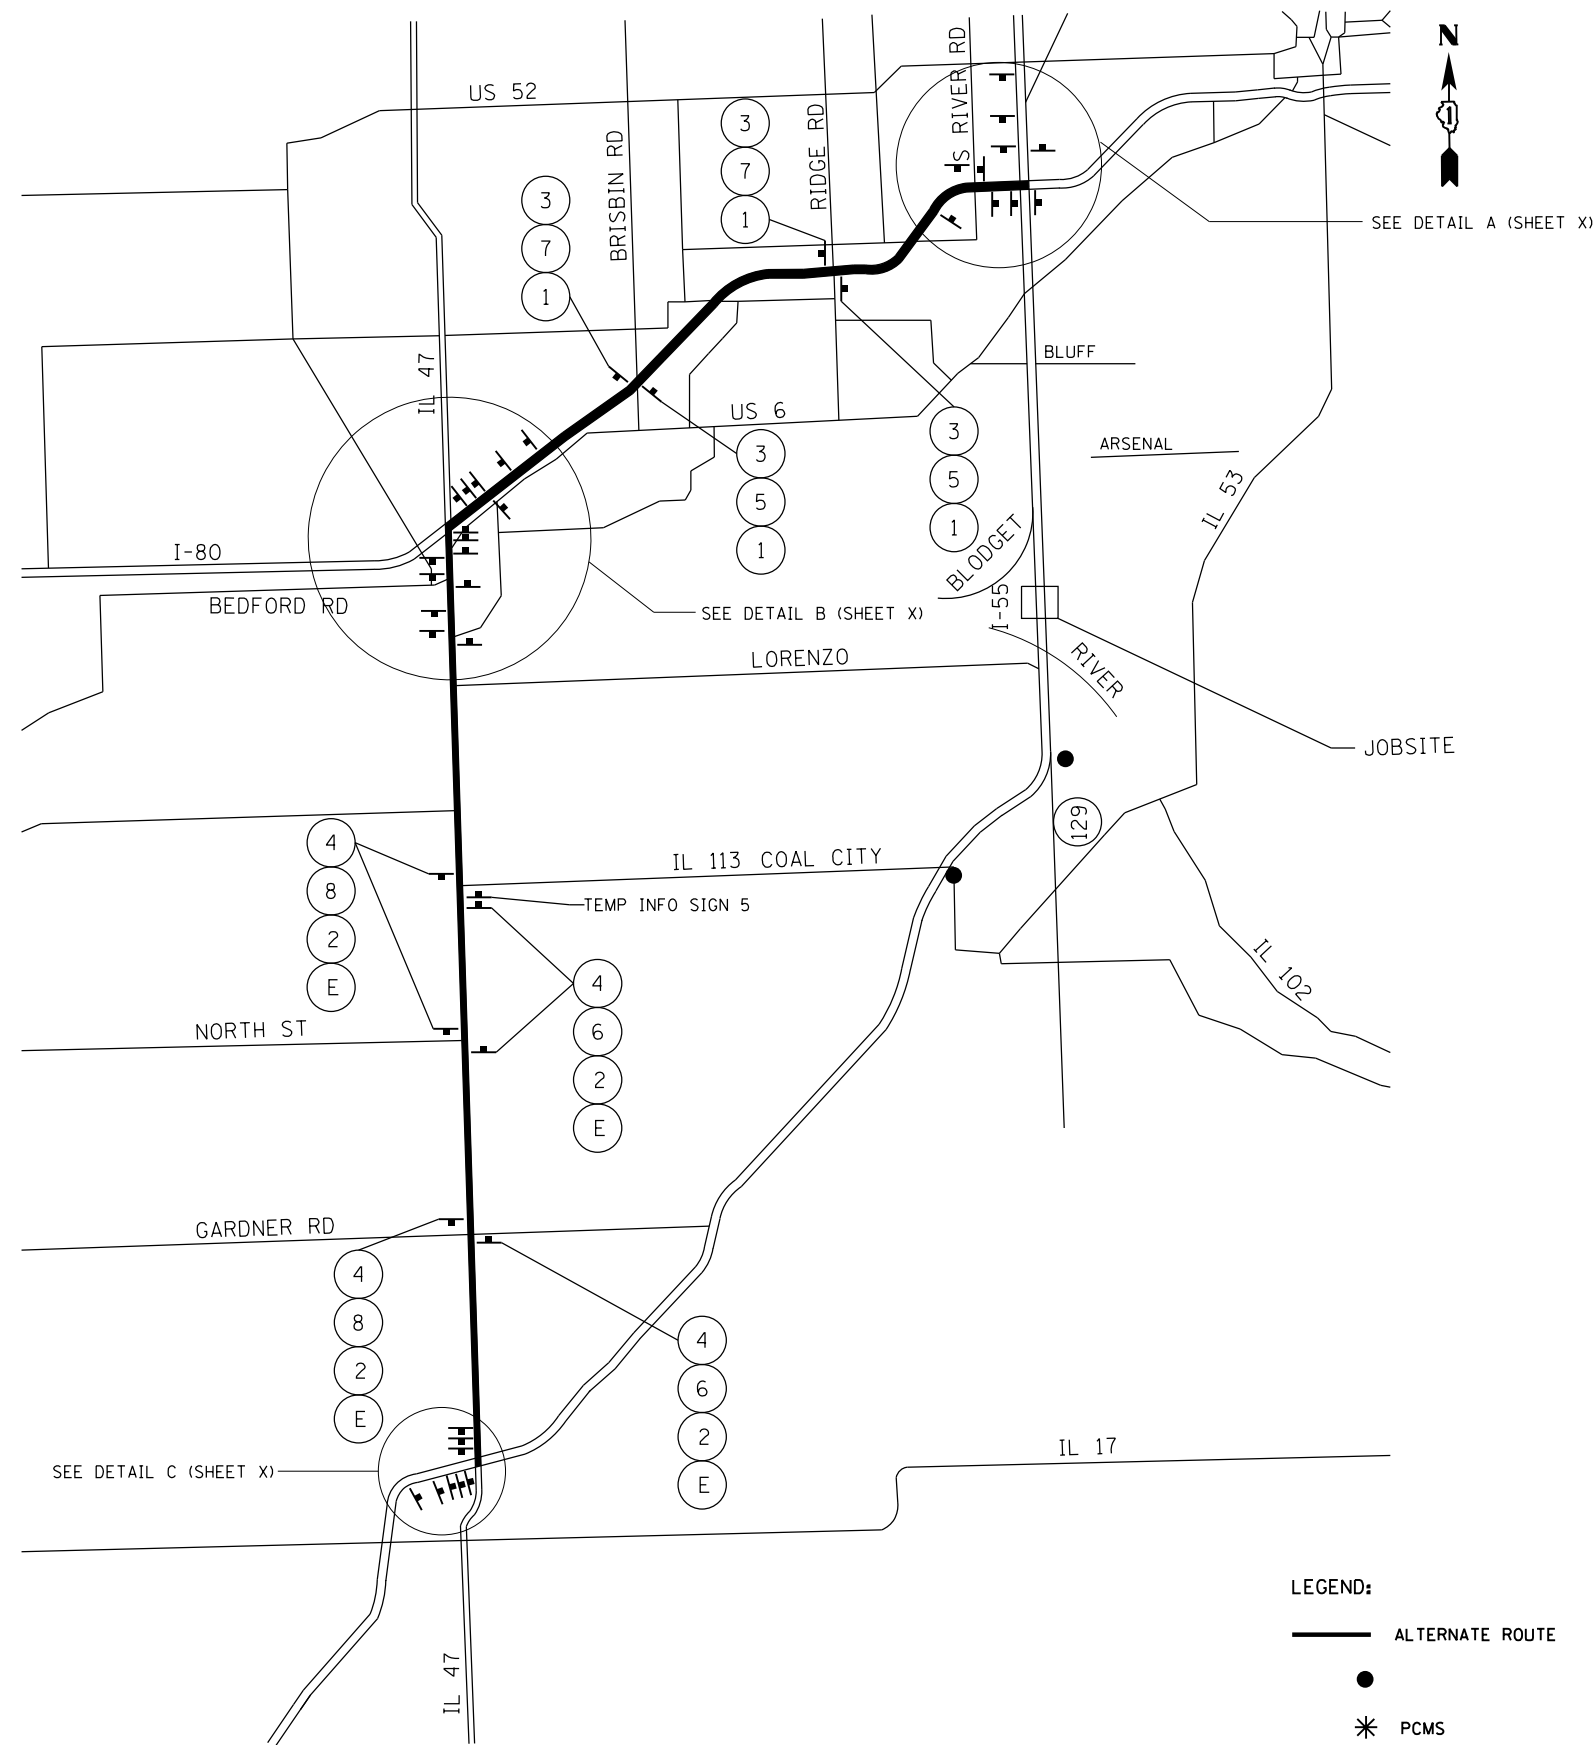 N
US 52
S RIVER RD
3
7
1
RIDGE RD
BRISBIN RD
3
7
1
SEE DETAIL A (SHEET X)
IL 47
BLUFF
US 6
3
5
1
3
5
1
ARSENAL
IL 53
I-80
BLODGET
BEDFORD RD
SEE DETAIL B (SHEET X)
I-55
LORENZO
RIVER
JOBSITE
129
4
8
2
E
IL 113 COAL CITY
TEMP INFO SIGN 5
IL 102
4
6
2
E
NORTH ST
GARDNER RD
4
8
2
E
4
6
2
E
SEE DETAIL C (SHEET X)
IL 17
IL 47
LEGEND:
ALTERNATE ROUTE
PCMS